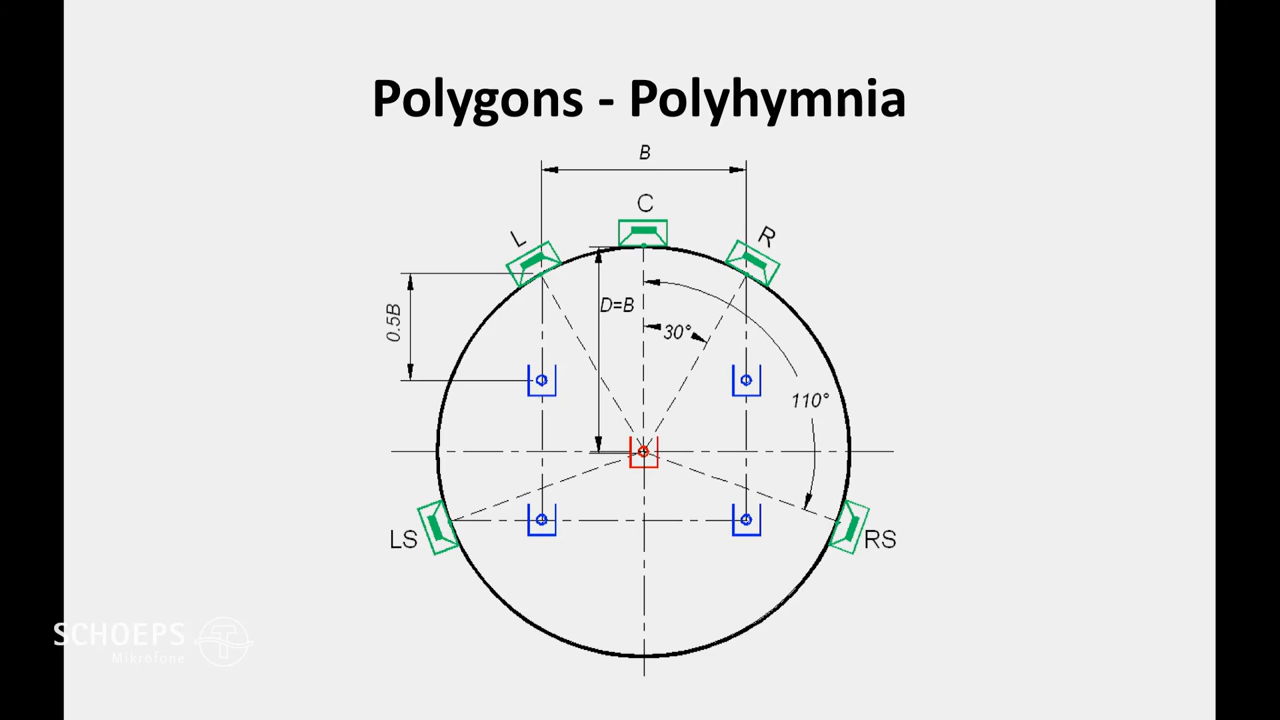 Polygons - Polyhymnia
B
C
L
R
0.5B
D=B
30°
110°
LS
RS
SCHOEPS
Mikrofone